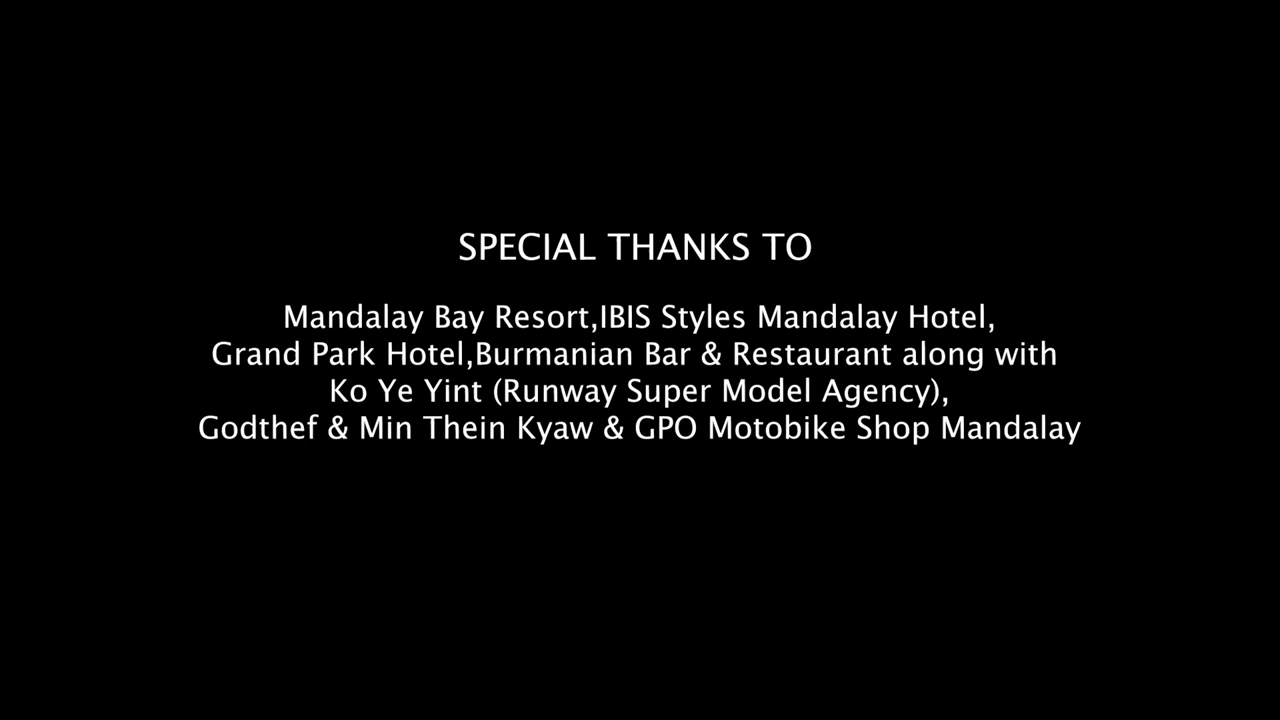 SPECIAL THANKS TO
Mandalay Bay Resort,IBIS Styles Mandalay Hotel,
Grand Park Hotel,Burmanian Bar & Restaurant along with
Ko Ye Yint (Runway Super Model Agency),
Godthef & Min Thein Kyaw & GPO Motobike Shop Mandalay